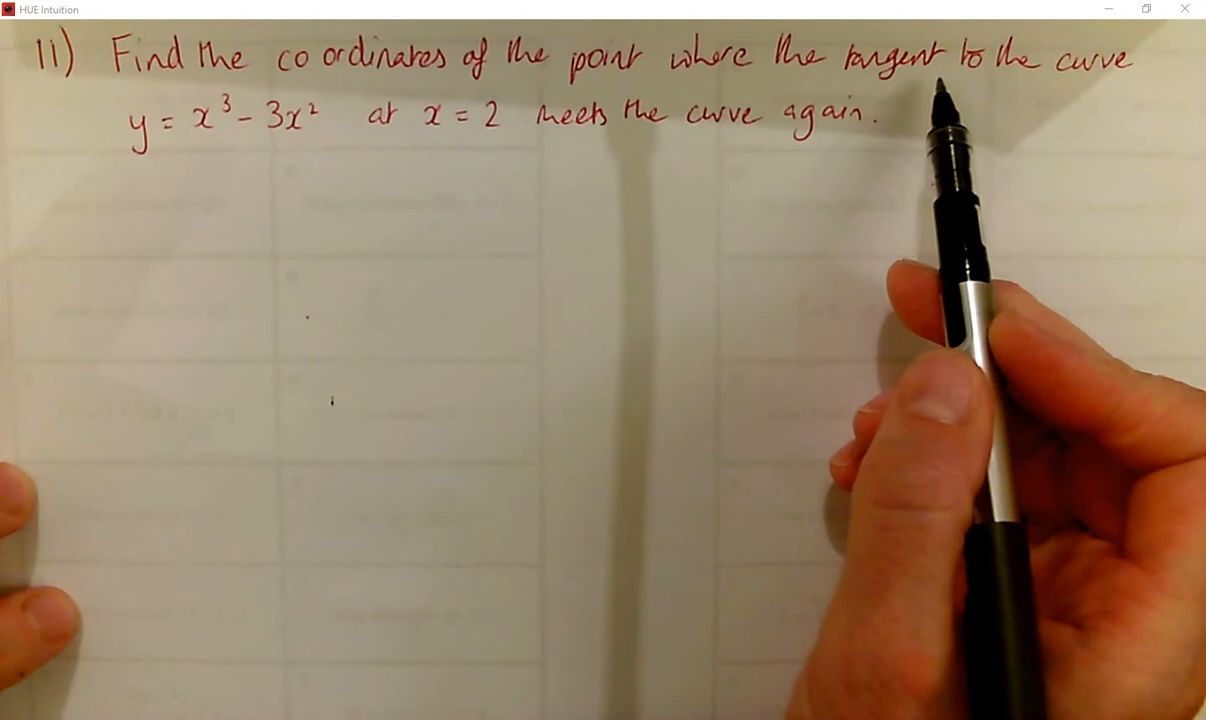 HUE Intuition
11) Find the coordinates of the point where the tangent to the curve
y = x³ - 3x² at x = 2 meets the curve again.